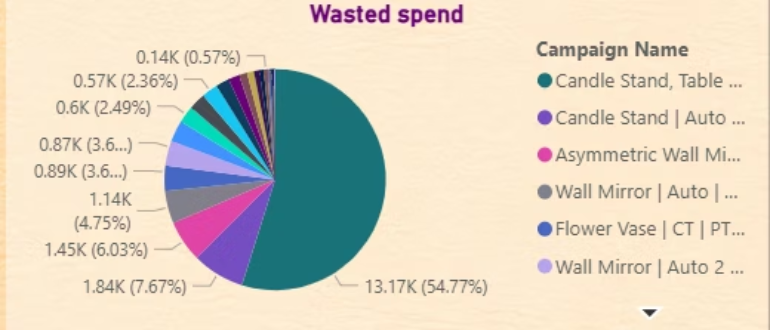 Wasted spend
0.14K (0.57%)
0.57K (2.36%)
0.6K (2.49%)
0.87K (3.6...)
0.89K (3.6...)
1.14K
(4.75%)
1.45K (6.03%)
1.84K (7.67%)
13.17K (54.77%)
Campaign Name
Candle Stand, Table ...
Candle Stand | Auto ...
Asymmetric Wall Mi...
Wall Mirror | Auto | ...
Flower Vase | CT | PT...
Wall Mirror | Auto 2 ...